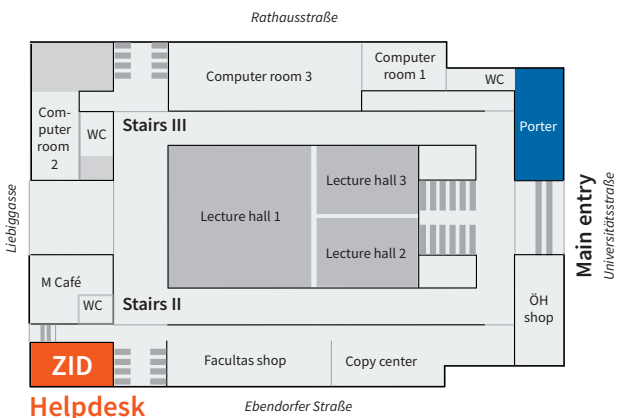 Rathausstraße
Computer
room 1
Computer room 3
WC
Com-
puter
room
2
WC
Stairs III
Porter
Lecture hall 3
Lecture hall 1
Lecture hall 2
Liebiggasse
Main entry
Universitätsstraße
M Café
WC
Stairs II
ÖH
shop
ZID
Facultas shop
Copy center
Helpdesk
Ebendorfer Straße